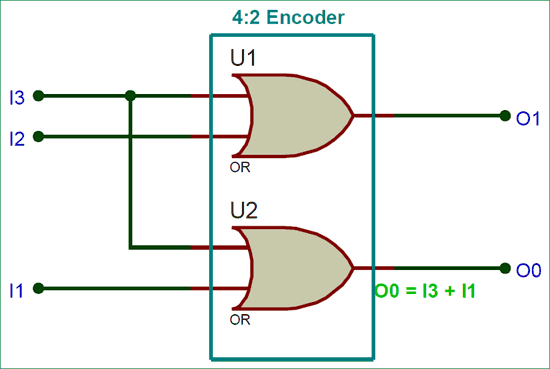 4:2 Encoder
U1
I3
I2
O1
OR
U2
I1
O0
O0 = I3 + I1
OR